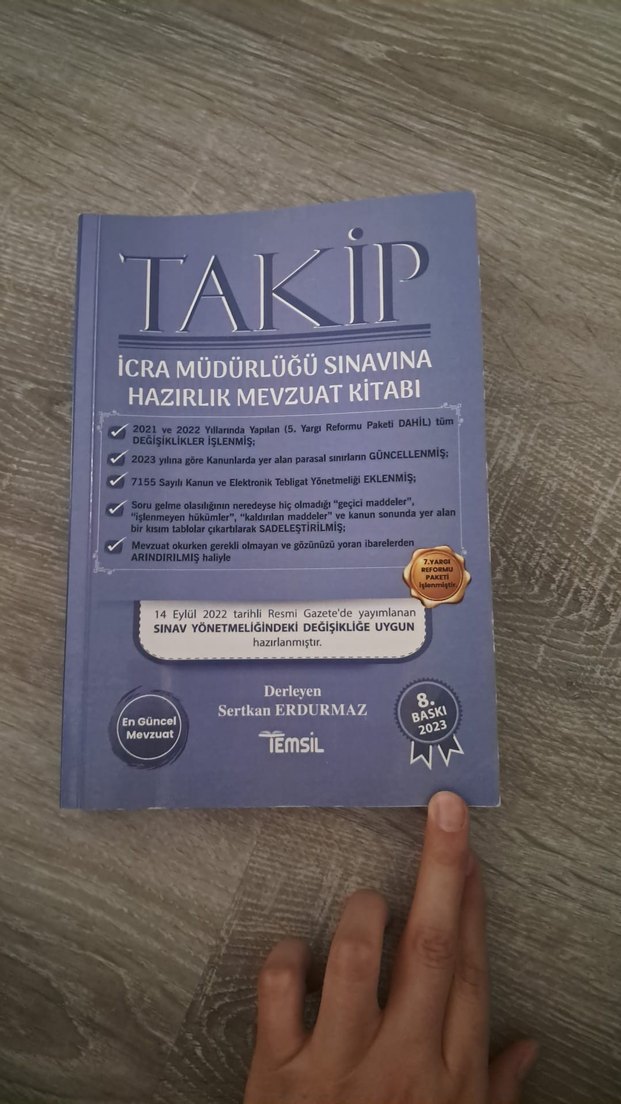 TAKİP
İCRA MÜDÜRLÜĞÜ SINAVINA
HAZIRLIK MEVZUAT KİTABI
2021 ve 2022 Yıllarında Yapılan (5. Yargı Reformu Paketi DAHİL) tüm
DEĞİŞİKLİKLER İŞLENMİŞ;
2023 yılına göre Kanunlarda yer alan parasal sınırların GÜNCELLENMİŞ;
7155 Sayılı Kanun ve Elektronik Tebligat Yönetmeliği EKLENMİŞ;
Soru gelme olasılığının neredeyse hiç olmadığı “geçici maddeler”,
“işlenmeyen hükümler”, “kaldırılan maddeler” ve kanun sonunda yer alan
bir kısım tablolar çıkartılarak SADELEŞTİRİLMİŞ;
Mevzuat okurken gerekli olmayan ve gözünüzü yoran ibarelerden
ARINDIRILMIŞ haliyle
7.YARGI
REFORMU
PAKETİ
işlenmiştir.
14 Eylül 2022 tarihli Resmi Gazete'de yayımlanan
SINAV YÖNETMELİĞİNDEKİ DEĞİŞİKLİĞE UYGUN
hazırlanmıştır.
Derleyen
Sertkan ERDURMAZ
TEMSİL
En Güncel
Mevzuat
8.
BASKI
2023